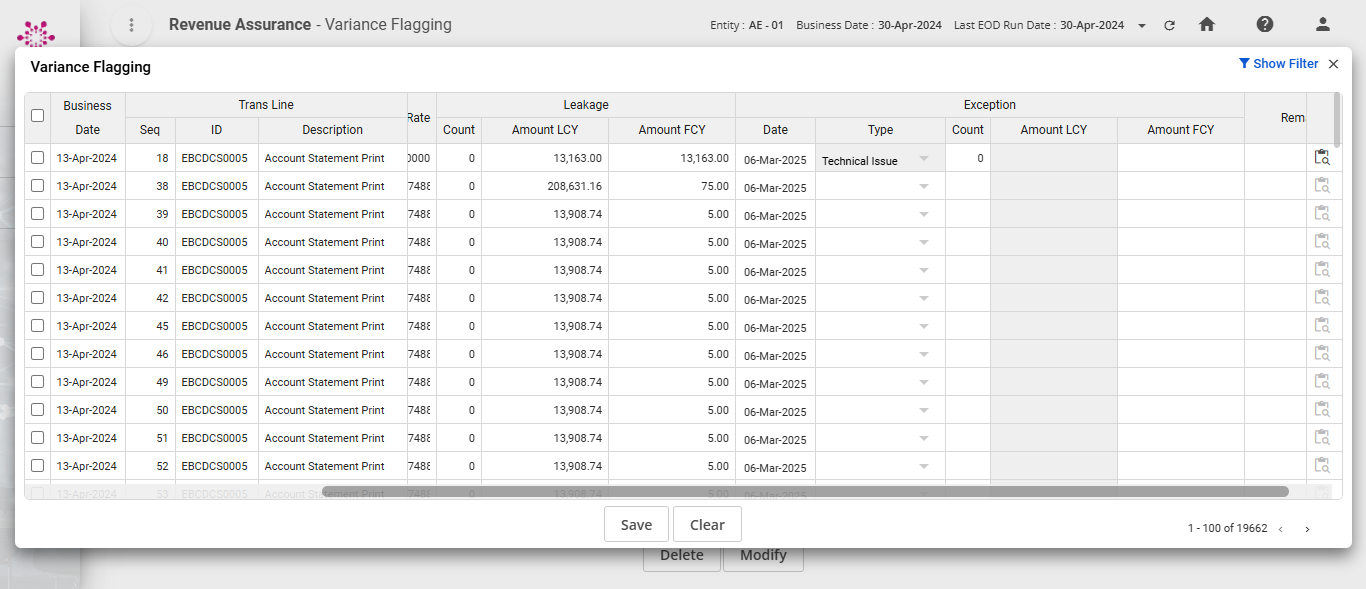 Revenue Assurance - Variance Flagging
Entity : AE - 01 Business Date : 30-Apr-2024 Last EOD Run Date : 30-Apr-2024
Variance Flagging
Show Filter
Business Date Trans Line Rate Leakage Exception Rem
Seq ID Description Count Amount LCY Amount FCY Date Type Count Amount LCY Amount FCY
13-Apr-2024 18 EBCDCS0005 Account Statement Print 0000 0 13,163.00 13,163.00 06-Mar-2025 Technical Issue 0
13-Apr-2024 38 EBCDCS0005 Account Statement Print 7488 0 208,631.16 75.00 06-Mar-2025
13-Apr-2024 39 EBCDCS0005 Account Statement Print 7488 0 13,908.74 5.00 06-Mar-2025
13-Apr-2024 40 EBCDCS0005 Account Statement Print 7488 0 13,908.74 5.00 06-Mar-2025
13-Apr-2024 41 EBCDCS0005 Account Statement Print 7488 0 13,908.74 5.00 06-Mar-2025
13-Apr-2024 42 EBCDCS0005 Account Statement Print 7488 0 13,908.74 5.00 06-Mar-2025
13-Apr-2024 45 EBCDCS0005 Account Statement Print 7488 0 13,908.74 5.00 06-Mar-2025
13-Apr-2024 46 EBCDCS0005 Account Statement Print 7488 0 13,908.74 5.00 06-Mar-2025
13-Apr-2024 49 EBCDCS0005 Account Statement Print 7488 0 13,908.74 5.00 06-Mar-2025
13-Apr-2024 50 EBCDCS0005 Account Statement Print 7488 0 13,908.74 5.00 06-Mar-2025
13-Apr-2024 51 EBCDCS0005 Account Statement Print 7488 0 13,908.74 5.00 06-Mar-2025
13-Apr-2024 52 EBCDCS0005 Account Statement Print 7488 0 13,908.74 5.00 06-Mar-2025
13-Apr-2024 53 EBCDCS0005 Account Statement Print 7488 0 13,908.74 5.00 06-Mar-2025
Save Clear
1 - 100 of 19662
Delete Modify